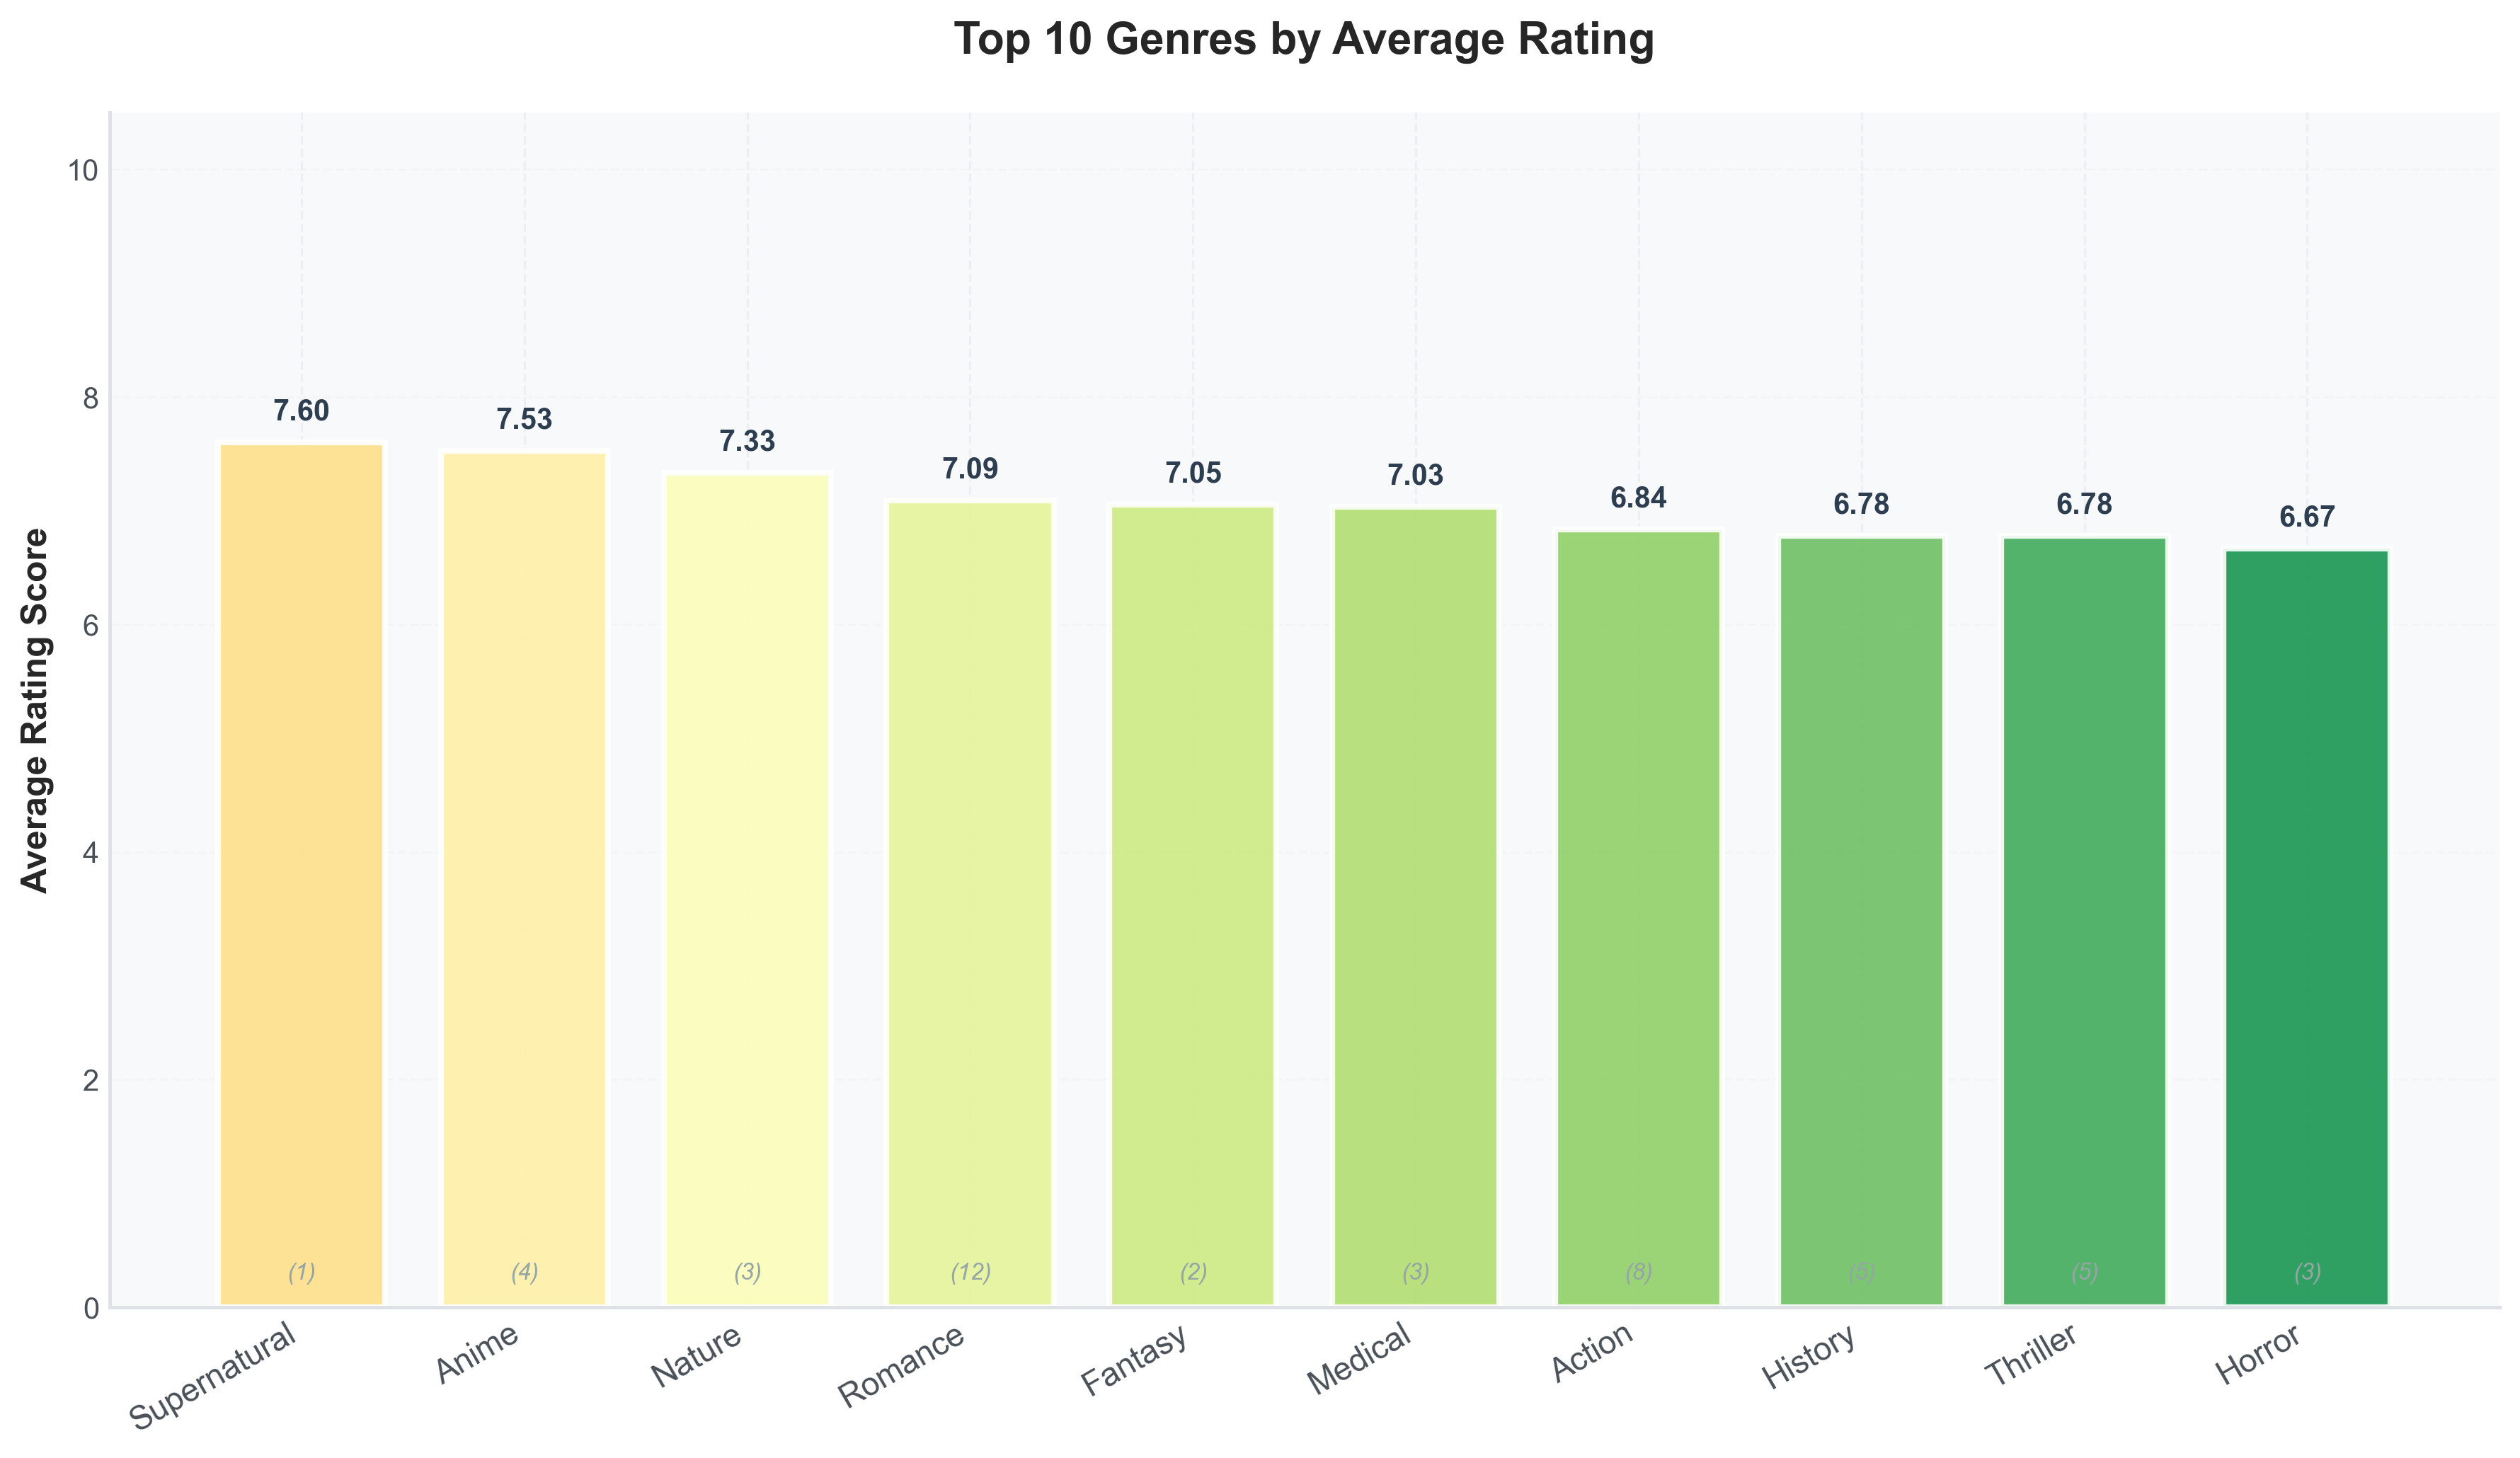 Top 10 Genres by Average Rating
Average Rating Score
10
8
6
4
2
0
7.60
7.53
7.33
7.09
7.05
7.03
6.84
6.78
6.78
6.67
(1)
(4)
(3)
(12)
(2)
(3)
(8)
(5)
(5)
(3)
Supernatural
Anime
Nature
Romance
Fantasy
Medical
Action
History
Thriller
Horror